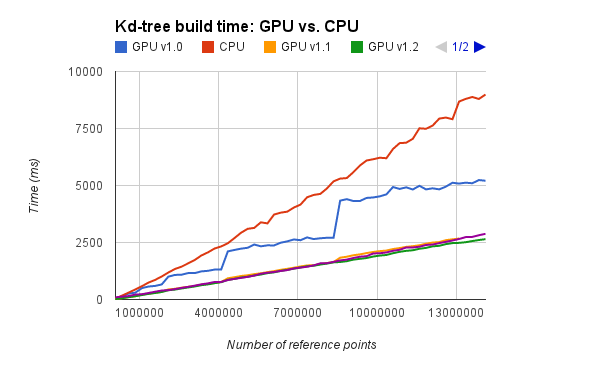 Kd-tree build time: GPU vs. CPU
GPU v1.0 CPU GPU v1.1 GPU v1.2 1/2
10000
7500
5000
2500
0
Time (ms)
1000000 4000000 7000000 10000000 13000000
Number of reference points